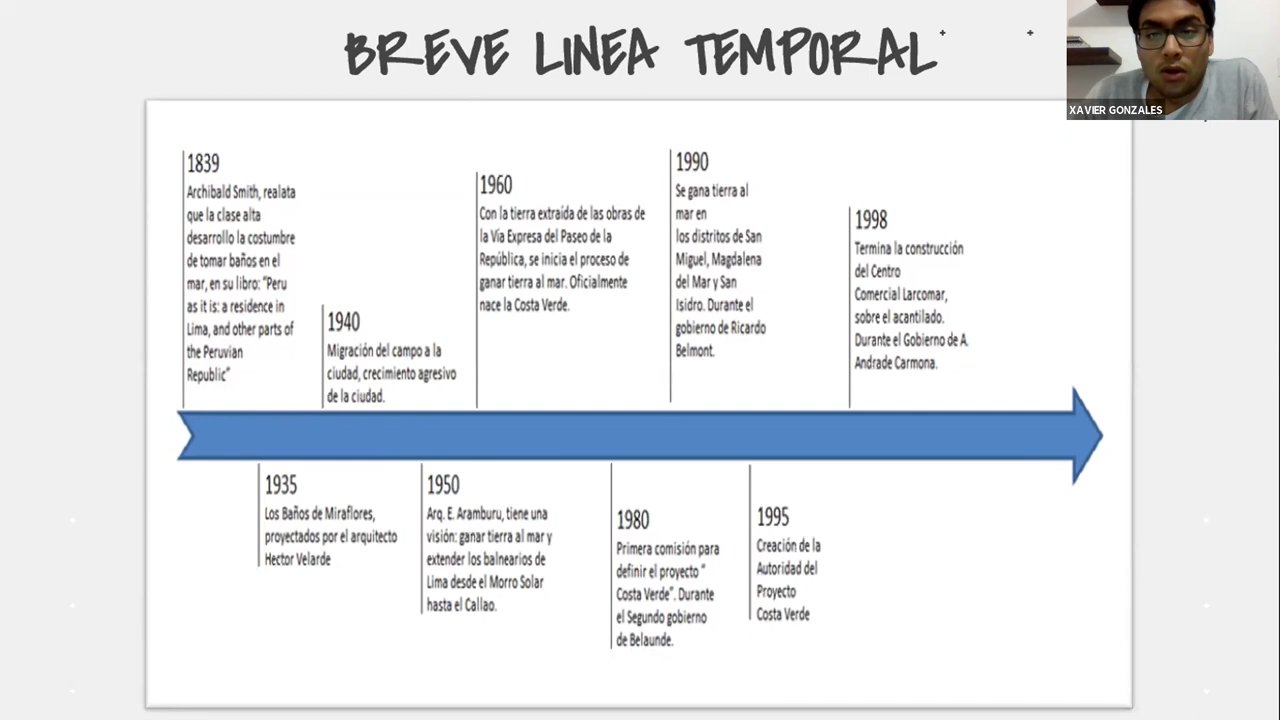 BREVE LINEA TEMPORAL
XAVIER GONZALES
1839
Archibald Smith, realata
que la clase alta
desarrollo la costumbre
de tomar baños en el
mar, en su libro: “Peru
as it is: a residence in
Lima, and other parts of
the Peruvian
Republic”
1940
Migración del campo a la
ciudad, crecimiento agresivo
de la ciudad.
1960
Con la tierra extraída de las obras de
la Vía Expresa del Paseo de la
República, se inicia el proceso de
ganar tierra al mar. Oficialmente
nace la Costa Verde.
1990
Se gana tierra al
mar en
los distritos de San
Miguel, Magdalena
del Mar y San
Isidro. Durante el
gobierno de Ricardo
Belmont.
1998
Termina la construcción
del Centro
Comercial Larcomar,
sobre el acantilado.
Durante el Gobierno de A.
Andrade Carmona.
1935
Los Baños de Miraflores,
proyectados por el arquitecto
Hector Velarde
1950
Arq. E. Aramburu, tiene una
visión: ganar tierra al mar y
extender los balnearios de
Lima desde el Morro Solar
hasta el Callao.
1980
Primera comisión para
definir el proyecto “
Costa Verde”. Durante
el Segundo gobierno
de Belaunde.
1995
Creación de la
Autoridad del
Proyecto
Costa Verde